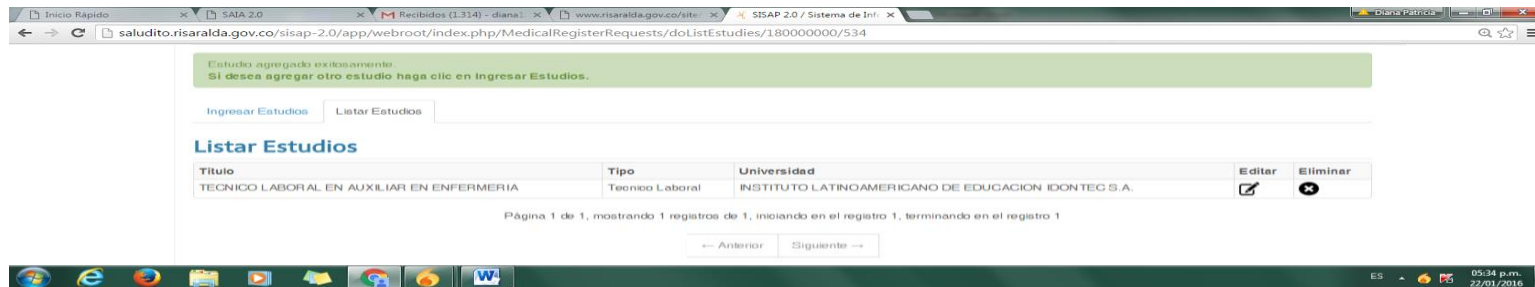 Inicio Rápido
SAIA 2.0
Recibidos (1.314) - diana1.
www.risaralda.gov.co/site
SISAP 2.0 / Sistema de Inf
Diana Patricia
saludito.risaralda.gov.co/sisap-2.0/app/webroot/index.php/MedicalRegisterRequests/doListEstudies/180000000/534
Estudio agregado exitosamente.
Si desea agregar otro estudio haga clic en Ingresar Estudios.
Ingresar Estudios Listar Estudios
Listar Estudios
Título Tipo Universidad Editar Eliminar
TECNICO LABORAL EN AUXILIAR EN ENFERMERIA Tecnico Laboral INSTITUTO LATINOAMERICANO DE EDUCACION IDONTEC S.A. 
Página 1 de 1, mostrando 1 registros de 1, iniciando en el registro 1, terminando en el registro 1
← Anterior Siguiente →
ES 05:34 p.m.
22/01/2016